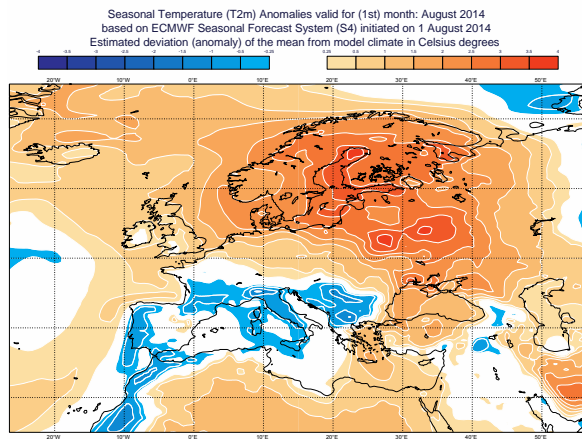 Seasonal Temperature (T2m) Anomalies valid for (1st) month: August 2014
based on ECMWF Seasonal Forecast System (S4) initiated on 1 August 2014
Estimated deviation (anomaly) of the mean from model climate in Celsius degrees
20°W 10°W 0° 10°E 20°E 30°E 40°E 50°E
20°W 10°W 0° 10°E 20°E 30°E 40°E 50°E